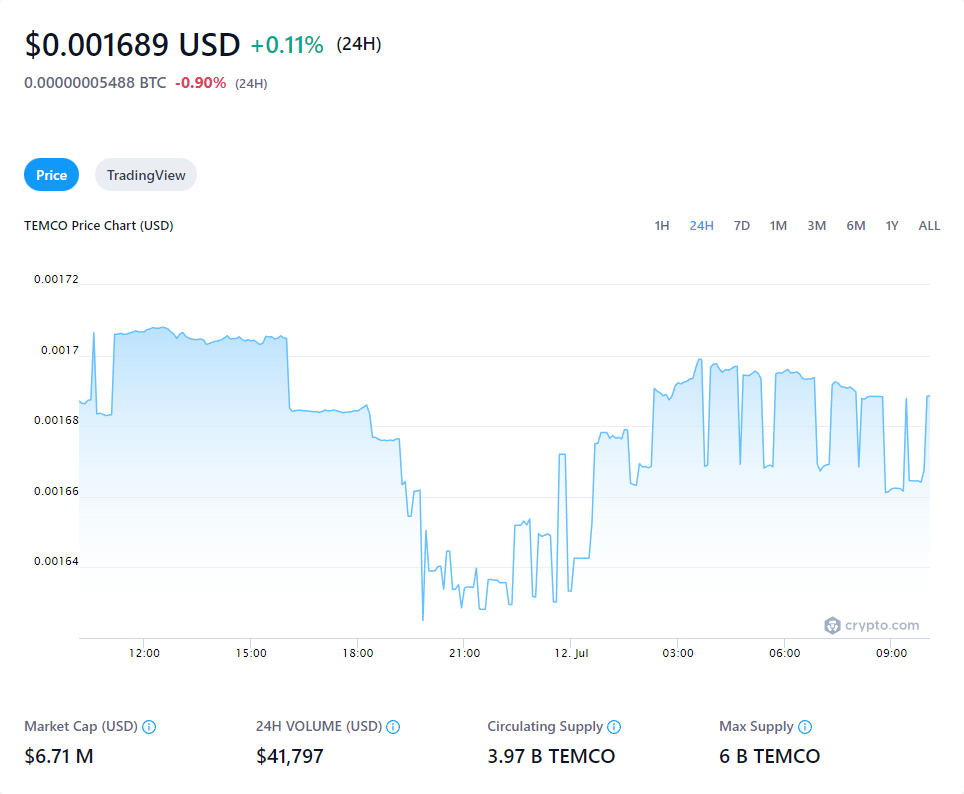 $0.001689 USD +0.11% (24H)
0.00000005488 BTC -0.90% (24H)
Price TradingView
TEMCO Price Chart (USD) 1H 24H 7D 1M 3M 6M 1Y ALL
0.00172
0.0017
0.00168
0.00166
0.00164
crypto.com
12:00 15:00 18:00 21:00 12. Jul 03:00 06:00 09:00
Market Cap (USD) 24H VOLUME (USD) Circulating Supply Max Supply
$6.71 M $41,797 3.97 B TEMCO 6 B TEMCO